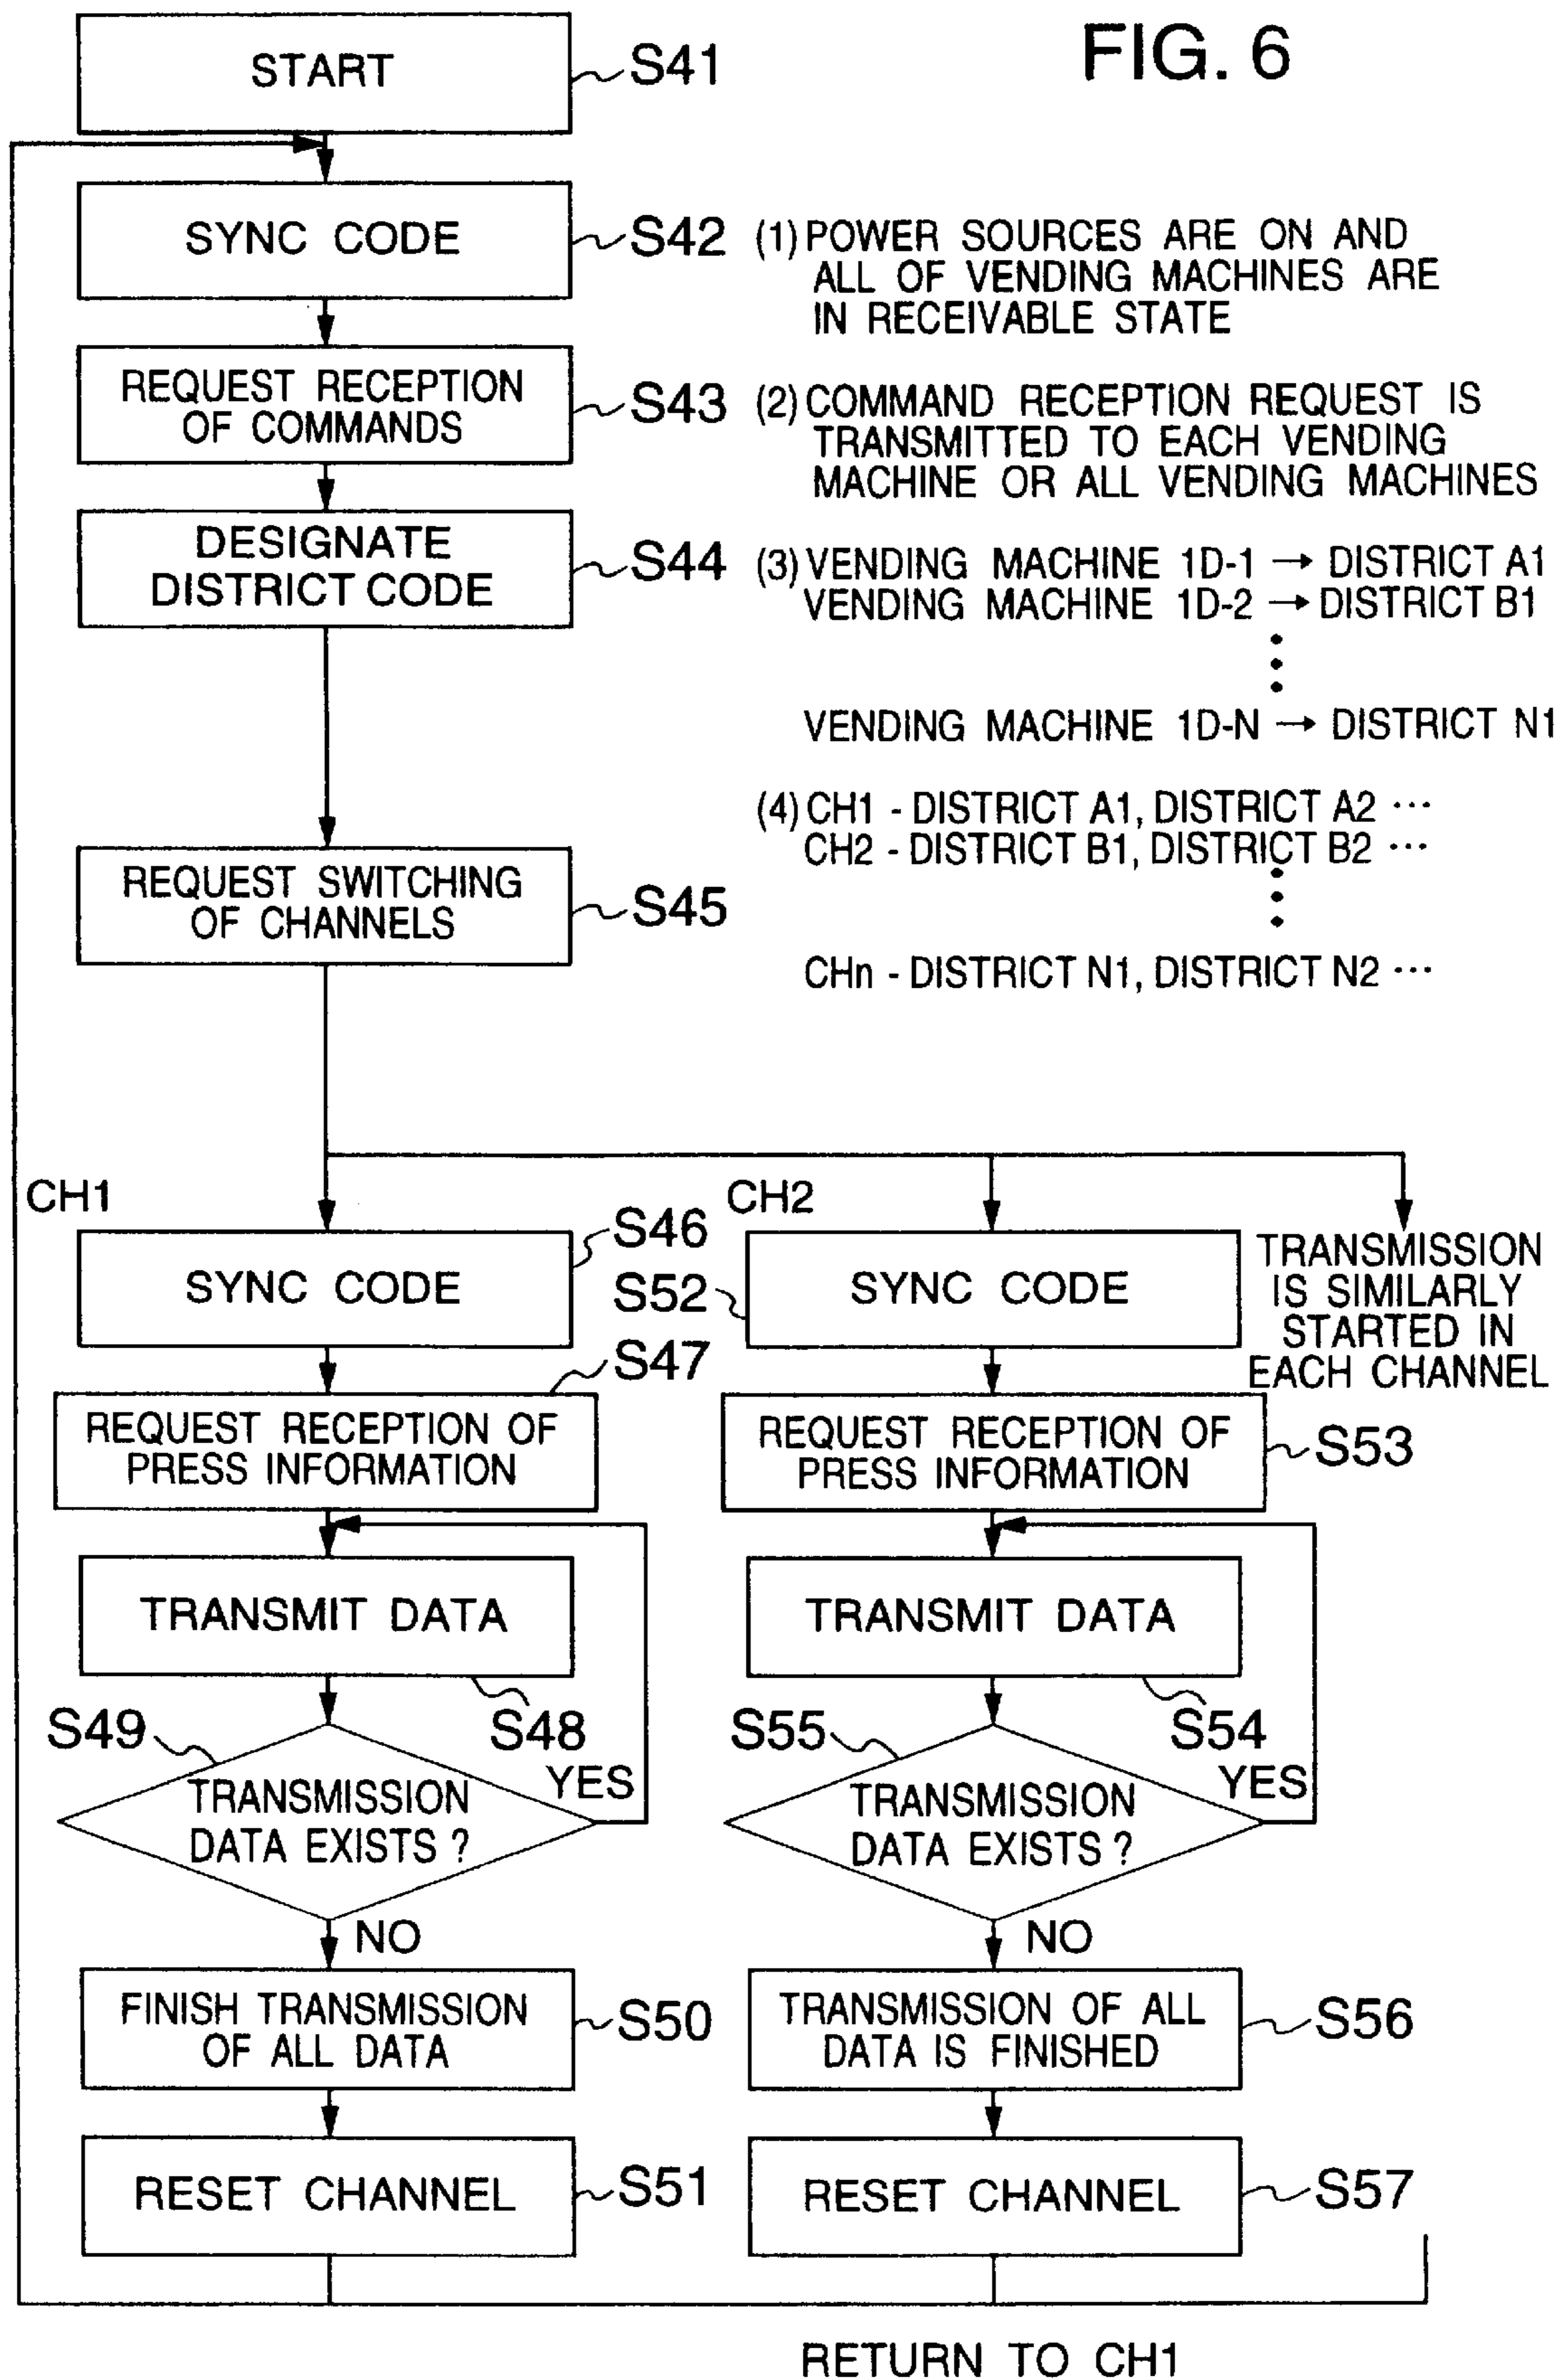 FIG. 6
START
S41
SYNC CODE
S42
(1) POWER SOURCES ARE ON AND
ALL OF VENDING MACHINES ARE
IN RECEIVABLE STATE
REQUEST RECEPTION
OF COMMANDS
S43
(2) COMMAND RECEPTION REQUEST IS
TRANSMITTED TO EACH VENDING
MACHINE OR ALL VENDING MACHINES
DESIGNATE
DISTRICT CODE
S44
(3) VENDING MACHINE 1D-1 → DISTRICT A1
VENDING MACHINE 1D-2 → DISTRICT B1
VENDING MACHINE 1D-N → DISTRICT N1
(4) CH1 - DISTRICT A1, DISTRICT A2 ···
CH2 - DISTRICT B1, DISTRICT B2 ···
CHn - DISTRICT N1, DISTRICT N2 ···
REQUEST SWITCHING
OF CHANNELS
S45
CH1
SYNC CODE
S46
REQUEST RECEPTION OF
PRESS INFORMATION
S47
TRANSMIT DATA
S48
S49
TRANSMISSION
DATA EXISTS ?
YES
NO
FINISH TRANSMISSION
OF ALL DATA
S50
RESET CHANNEL
S51
CH2
S52
SYNC CODE
REQUEST RECEPTION OF
PRESS INFORMATION
S53
TRANSMIT DATA
S54
S55
TRANSMISSION
DATA EXISTS ?
YES
NO
TRANSMISSION OF ALL
DATA IS FINISHED
S56
RESET CHANNEL
S57
TRANSMISSION
IS SIMILARLY
STARTED IN
EACH CHANNEL
RETURN TO CH1